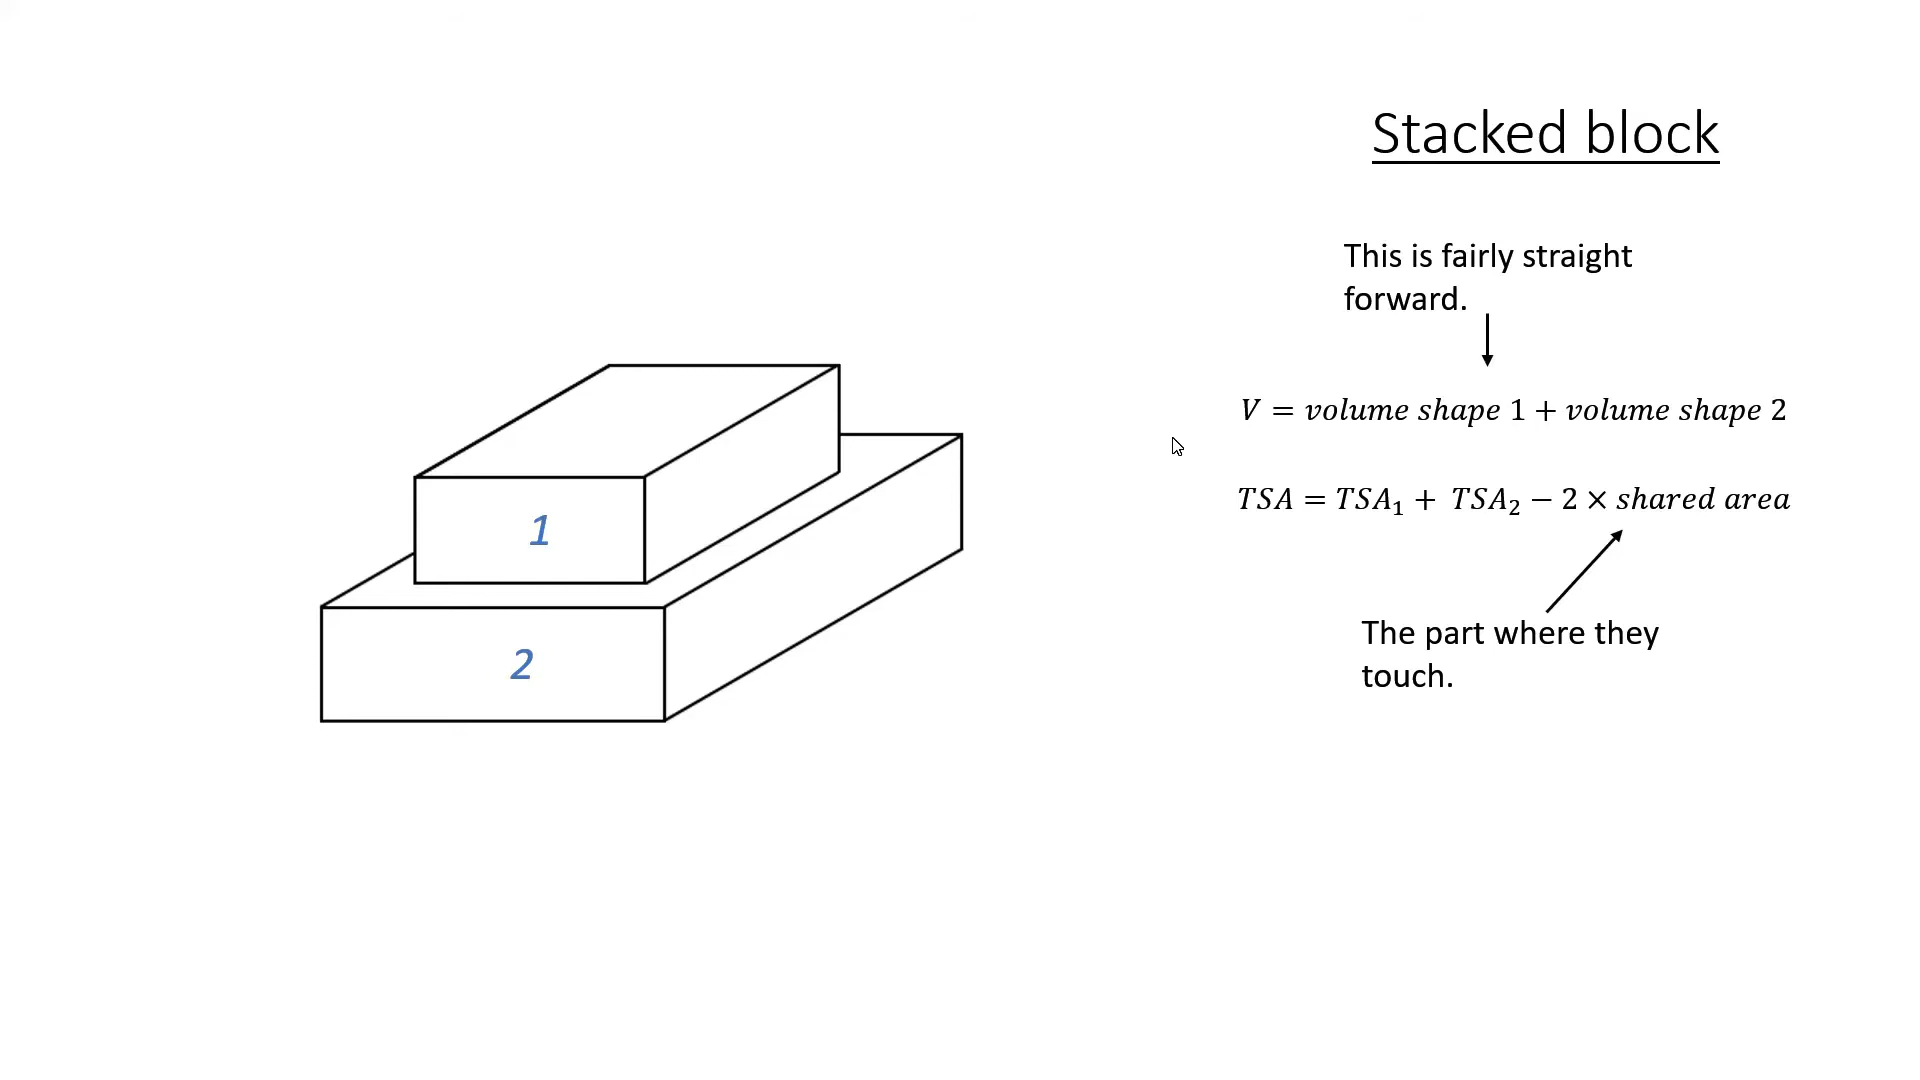 Stacked block
This is fairly straight
forward.
V = volume shape 1 + volume shape 2
TSA = TSA₁ + TSA₂ − 2 × shared area
The part where they
touch.
1
2